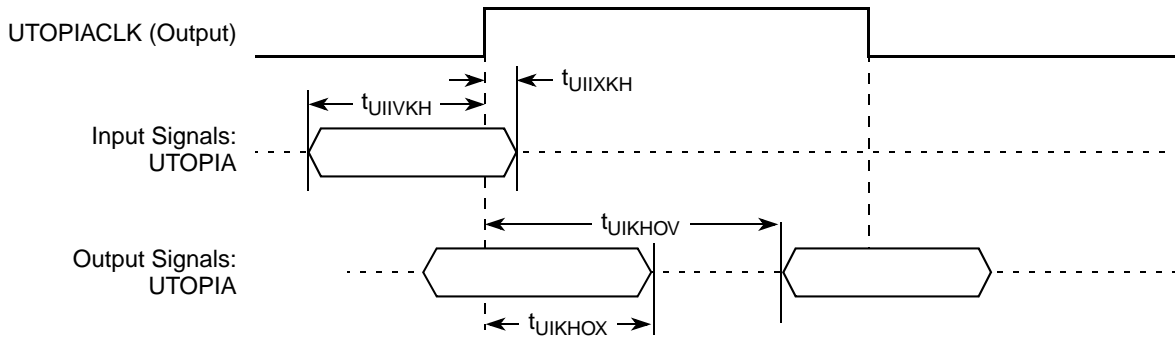 UTOPIACLK (Output)
tUIIXKH
tUIIVKH
Input Signals:
UTOPIA
tUIKHOV
Output Signals:
UTOPIA
tUIKHOX